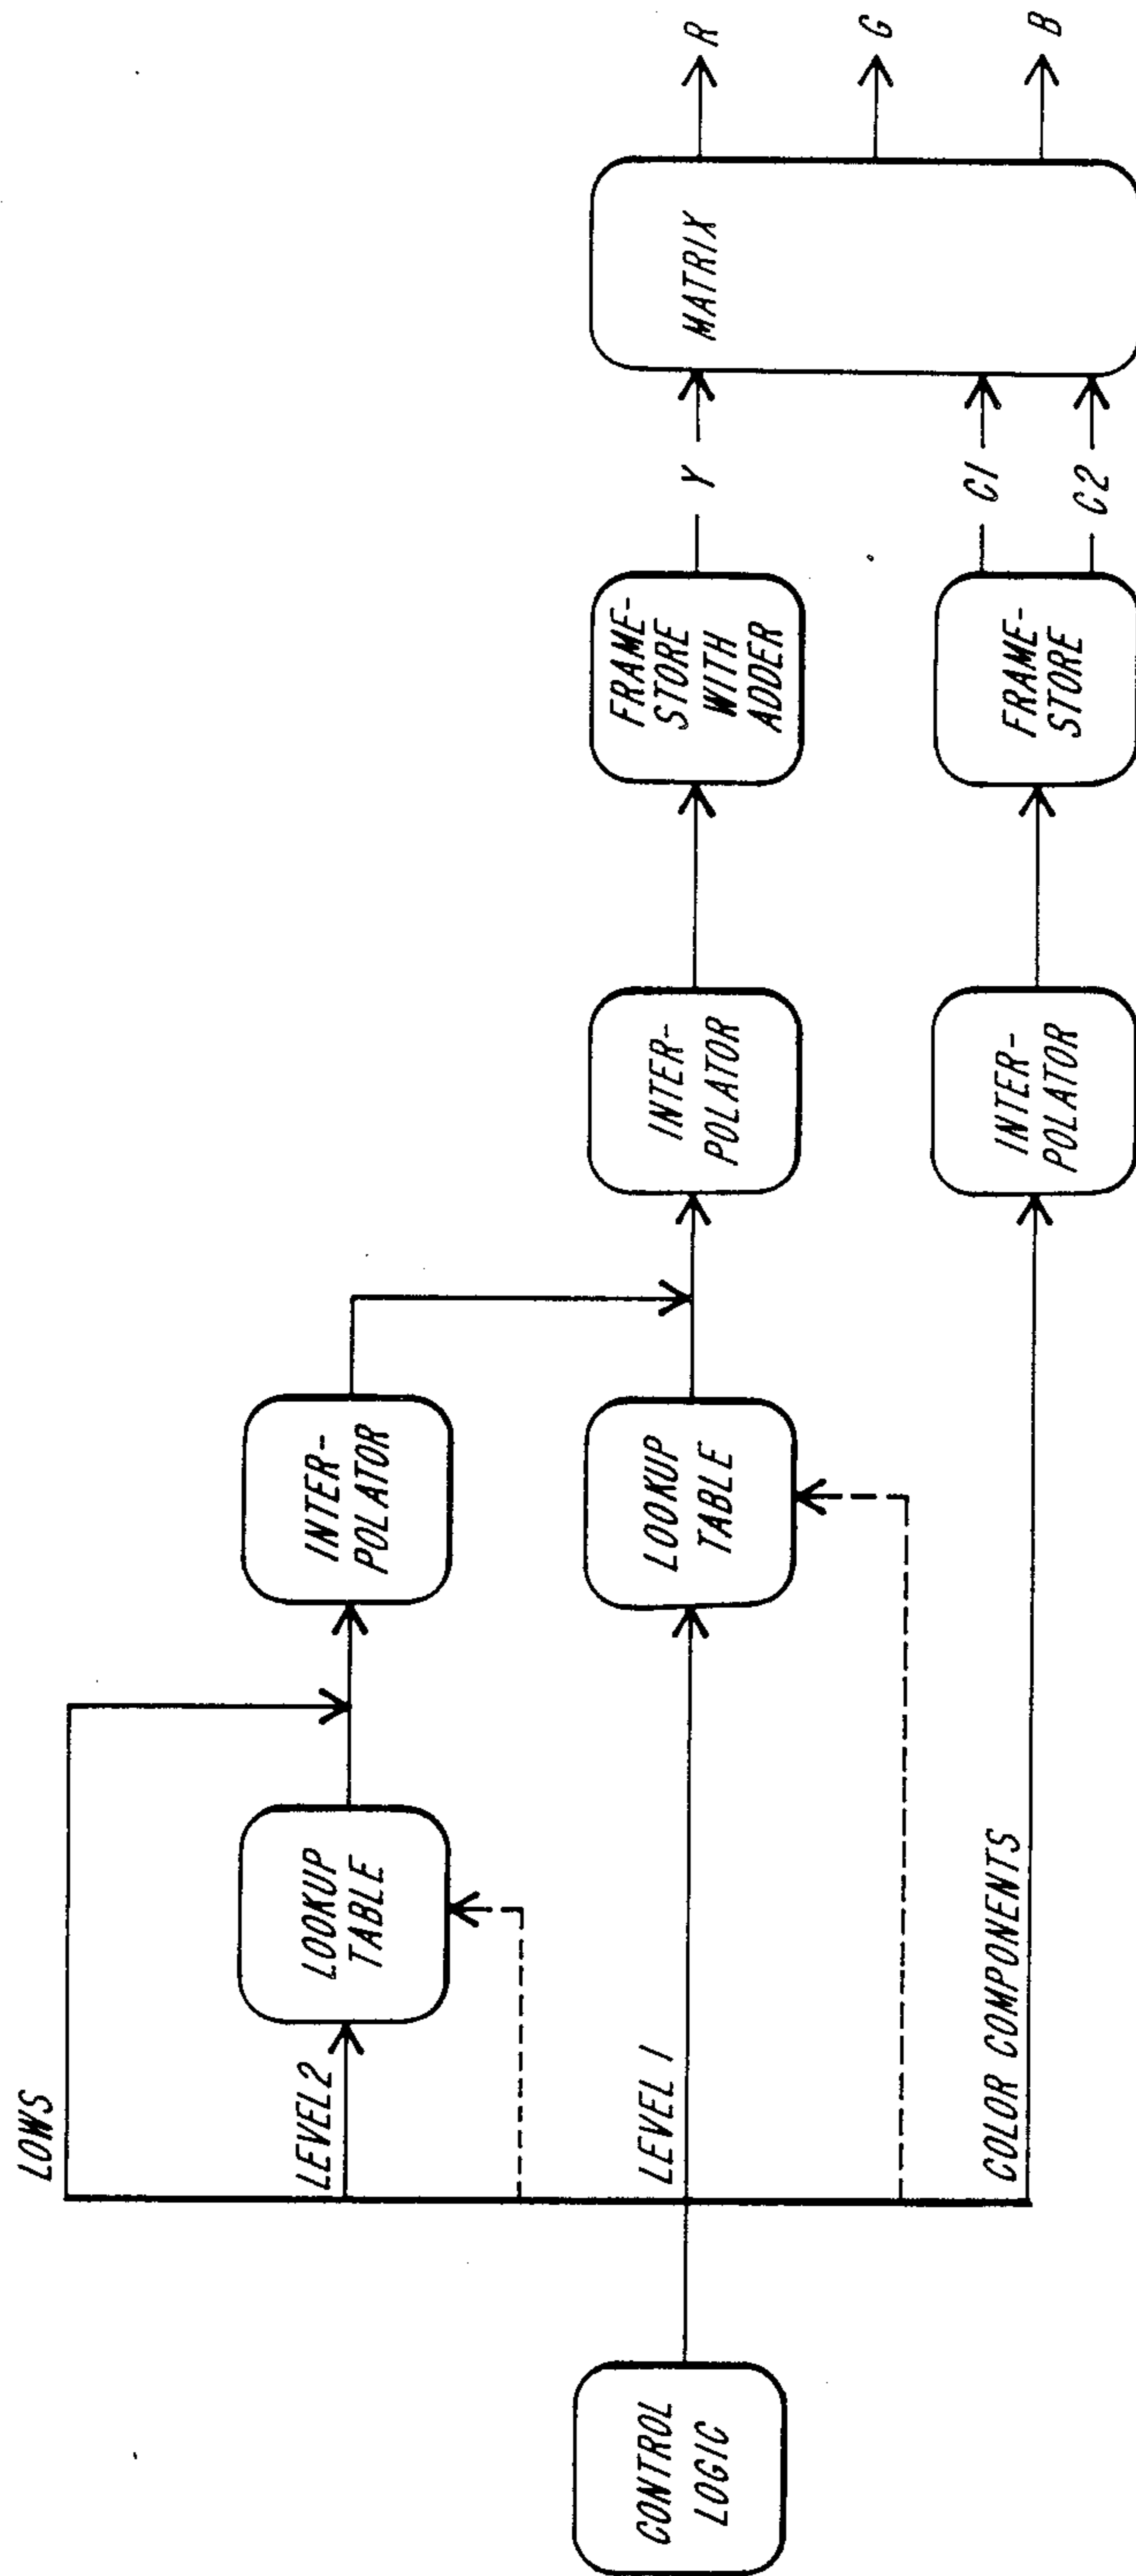 LOWS
LEVEL 2
LOOKUP
TABLE
INTER-
POLATOR
CONTROL
LOGIC
LEVEL 1
LOOKUP
TABLE
INTER-
POLATOR
FRAME-
STORE
WITH
ADDER
Y
MATRIX
R
G
B
COLOR COMPONENTS
INTER-
POLATOR
FRAME-
STORE
C1
C2